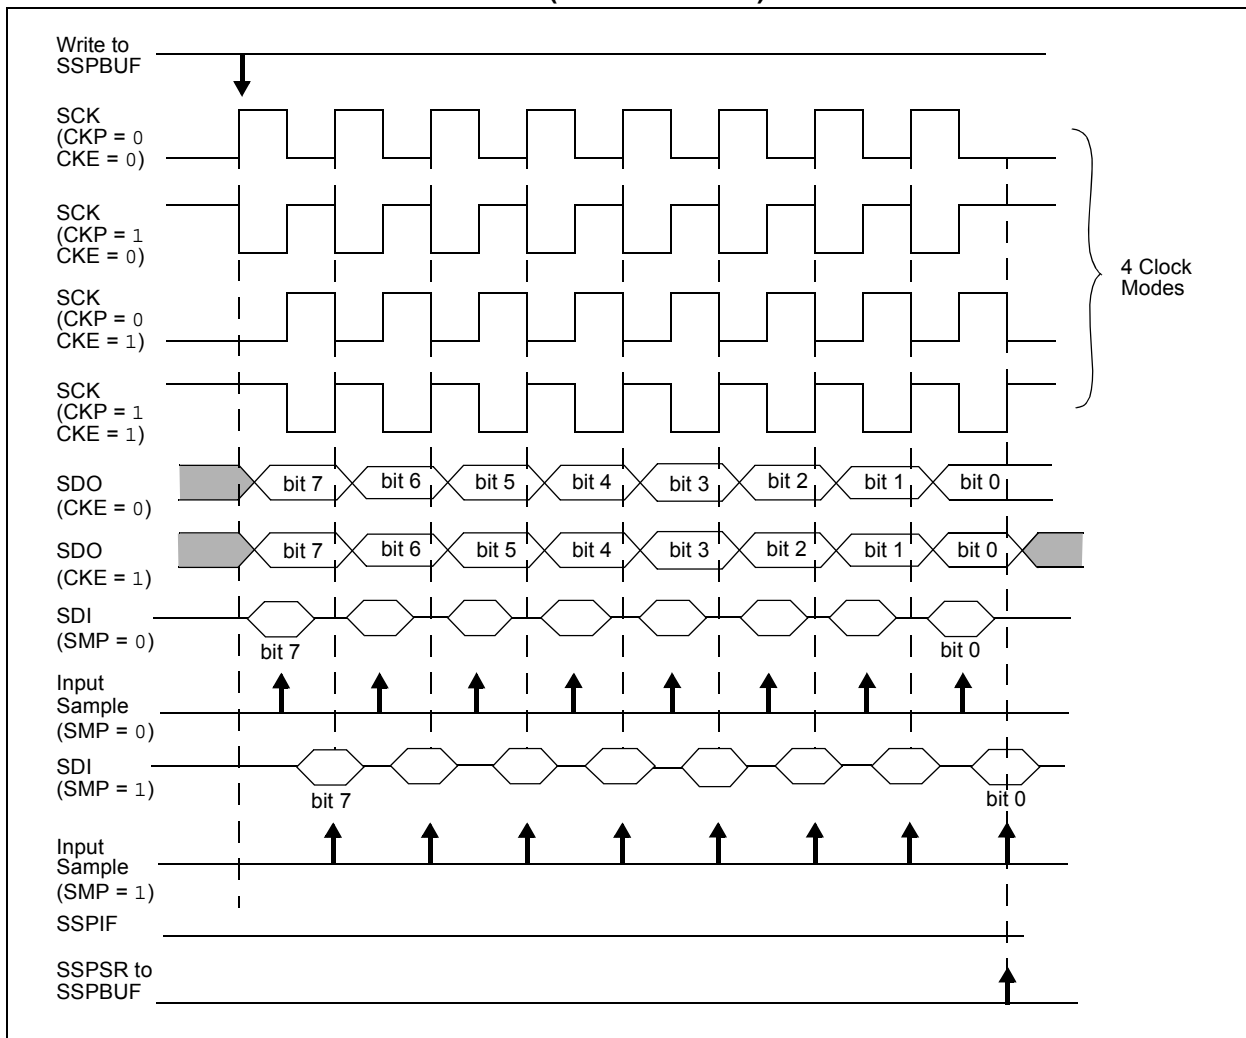 Write to
SSPBUF
SCK
(CKP = 0
CKE = 0)
SCK
(CKP = 1
CKE = 0)
SCK
(CKP = 0
CKE = 1)
SCK
(CKP = 1
CKE = 1)
4 Clock
Modes
SDO
(CKE = 0)
bit 7 bit 6 bit 5 bit 4 bit 3 bit 2 bit 1 bit 0
SDO
(CKE = 1)
bit 7 bit 6 bit 5 bit 4 bit 3 bit 2 bit 1 bit 0
SDI
(SMP = 0)
bit 7 bit 0
Input
Sample
(SMP = 0)
SDI
(SMP = 1)
bit 7 bit 0
Input
Sample
(SMP = 1)
SSPIF
SSPSR to
SSPBUF